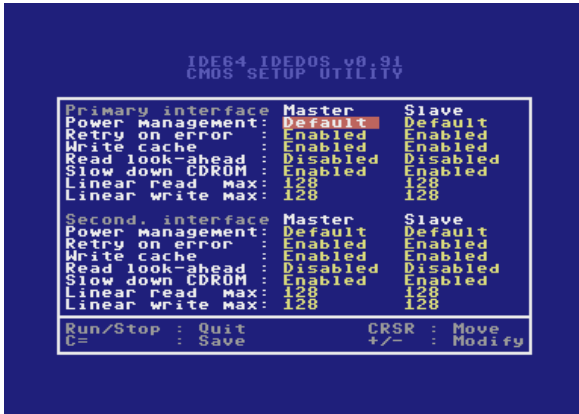 IDE64 IDEDOS v0.91
CMOS SETUP UTILITY
Primary interface Master Slave
Power management: Default Default
Retry on error : Enabled Enabled
Write cache : Enabled Enabled
Read look-ahead : Disabled Disabled
Slow down CDROM : Enabled Enabled
Linear read max: 128 128
Linear write max: 128 128
Second. interface Master Slave
Power management: Default Default
Retry on error : Enabled Enabled
Write cache : Enabled Enabled
Read look-ahead : Disabled Disabled
Slow down CDROM : Enabled Enabled
Linear read max: 128 128
Linear write max: 128 128
Run/Stop : Quit CRSR : Move
C= : Save +/- : Modify